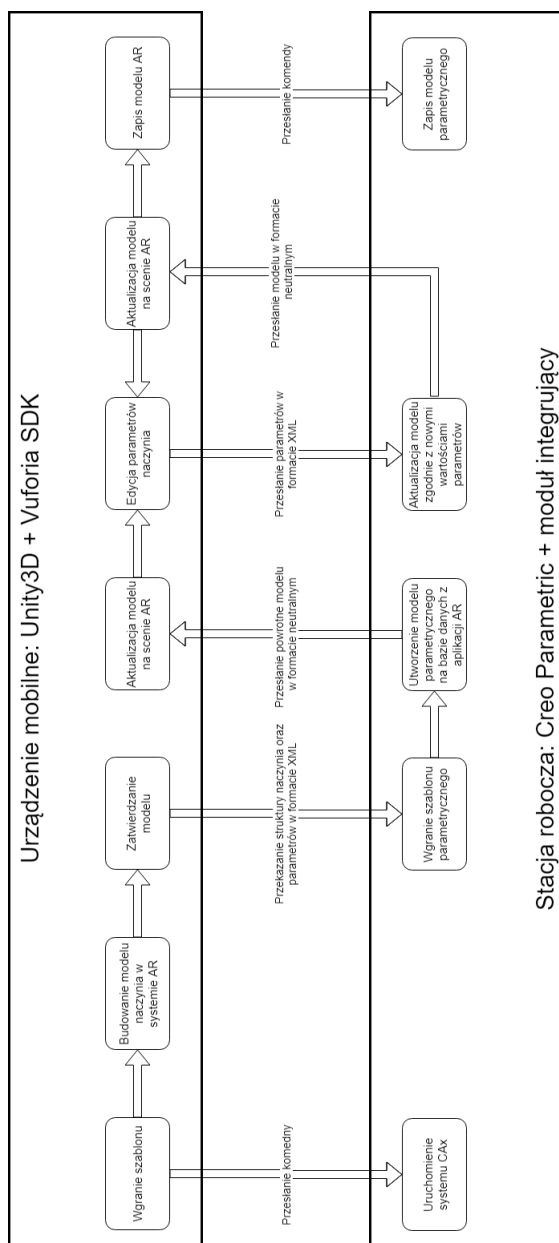 Urządzenie mobilne: Unity3D + Vuforia SDK
Wgranie szablonu
Budowanie modelu
naczynia w
systemie AR
Zatwierdzanie
modelu
Aktualizacja modelu
na scenie AR
Edycja parametrów
naczynia
Aktualizacja modelu
na scenie AR
Zapis modelu AR
Przesłanie komedny
Przekazanie struktury naczynia oraz
parametrów w formacie XML
Przesłanie powrotne modelu
w formacie neutralnym
Przesłanie parametrów w
formacie XML
Przesłanie modelu w formacie
neutralnym
Przesłanie komendy
Uruchomienie
systemu CAx
Wgranie szablonu
parametrycznego
Utworzenie modelu
parametrycznego
na bazie danych z
aplikacji AR
Aktualizacja modelu
zgodnie z nowymi
wartościami
parametrów
Zapis modelu
parametrycznego
Stacja robocza: Creo Parametric + moduł integrujący